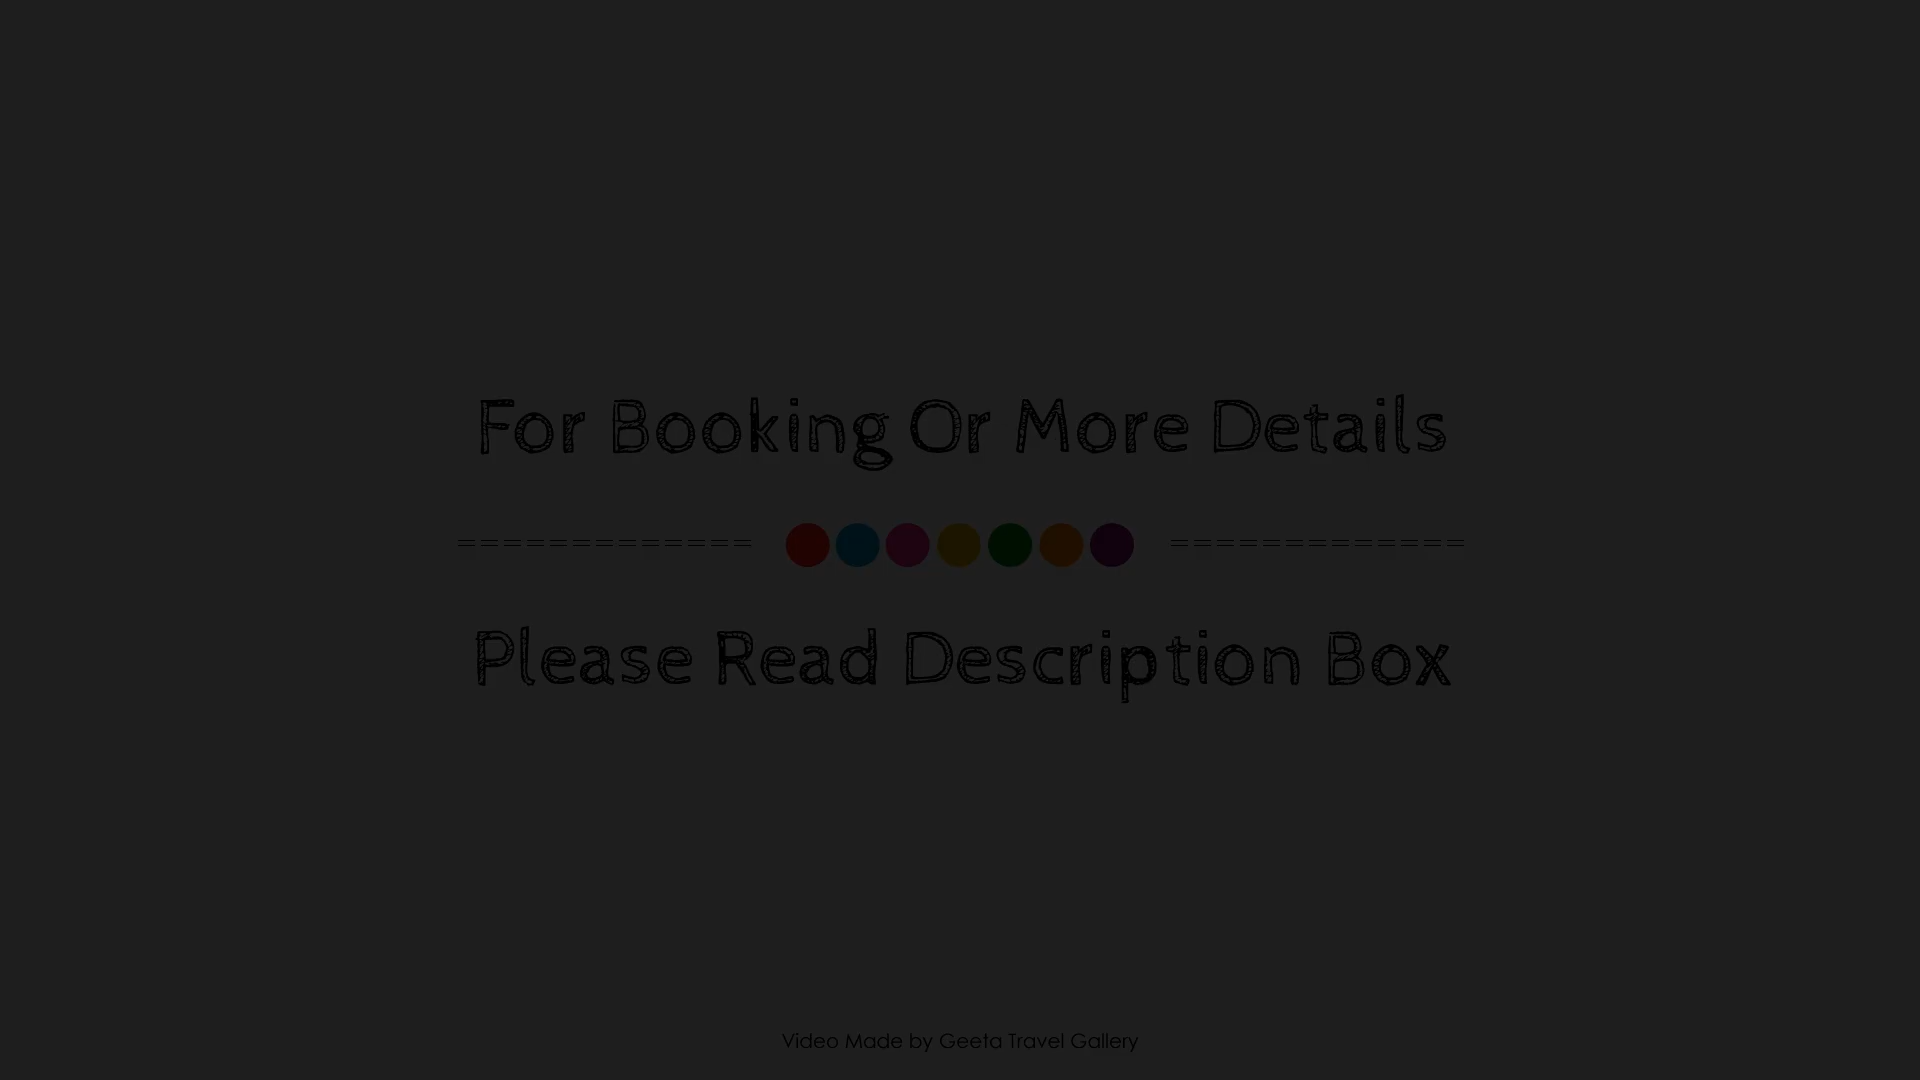 For Booking Or More Details
============= =============
Please Read Description Box
Video Made by Geeta Travel Gallery